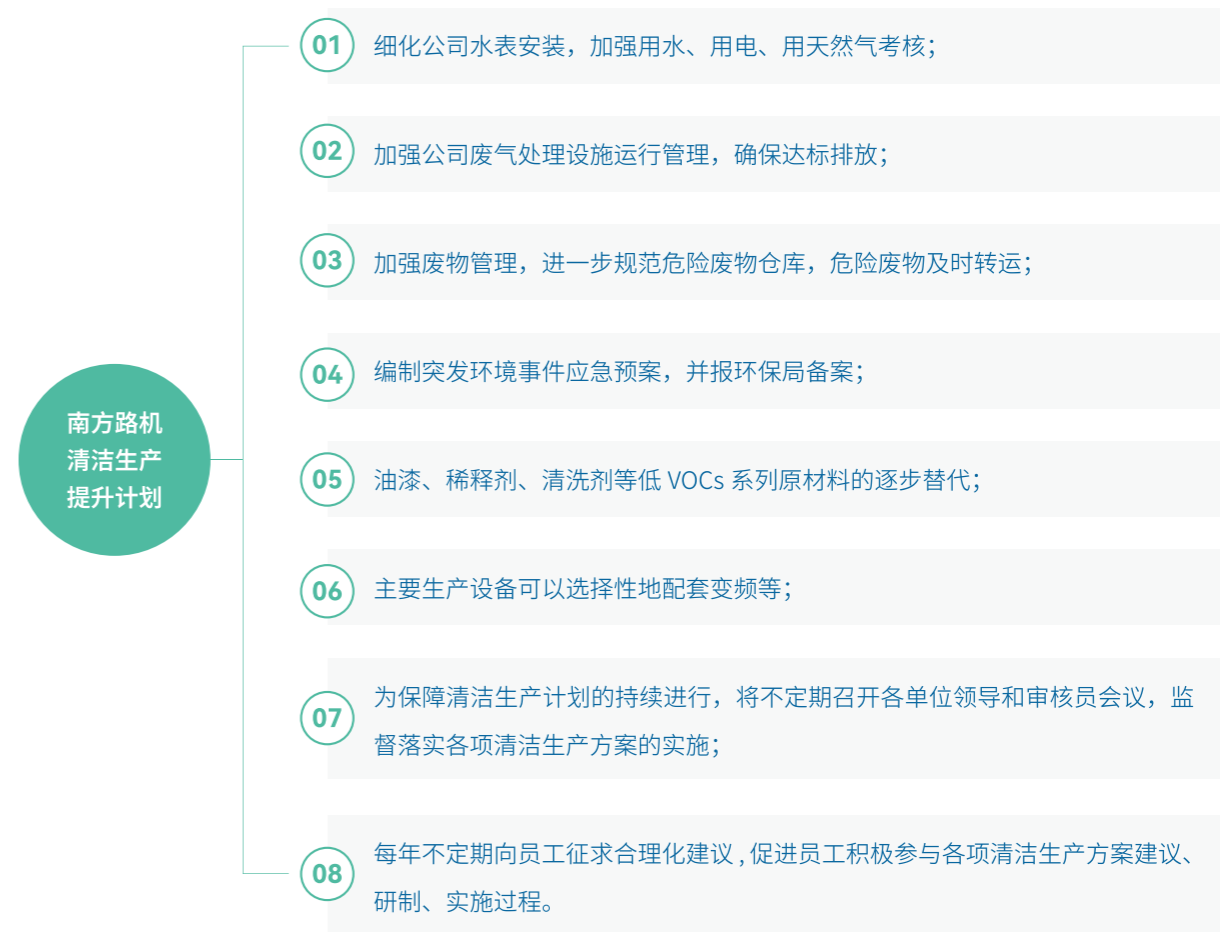 南方路机
清洁生产
提升计划
01
细化公司水表安装，加强用水、用电、用天然气考核；
02
加强公司废气处理设施运行管理，确保达标排放；
03
加强废物管理，进一步规范危险废物仓库，危险废物及时转运；
04
编制突发环境事件应急预案，并报环保局备案；
05
油漆、稀释剂、清洗剂等低 VOCs 系列原材料的逐步替代；
06
主要生产设备可以选择性地配套变频等；
07
为保障清洁生产计划的持续进行，将不定期召开各单位领导和审核员会议，监
督落实各项清洁生产方案的实施；
08
每年不定期向员工征求合理化建议 , 促进员工积极参与各项清洁生产方案建议、
研制、实施过程。